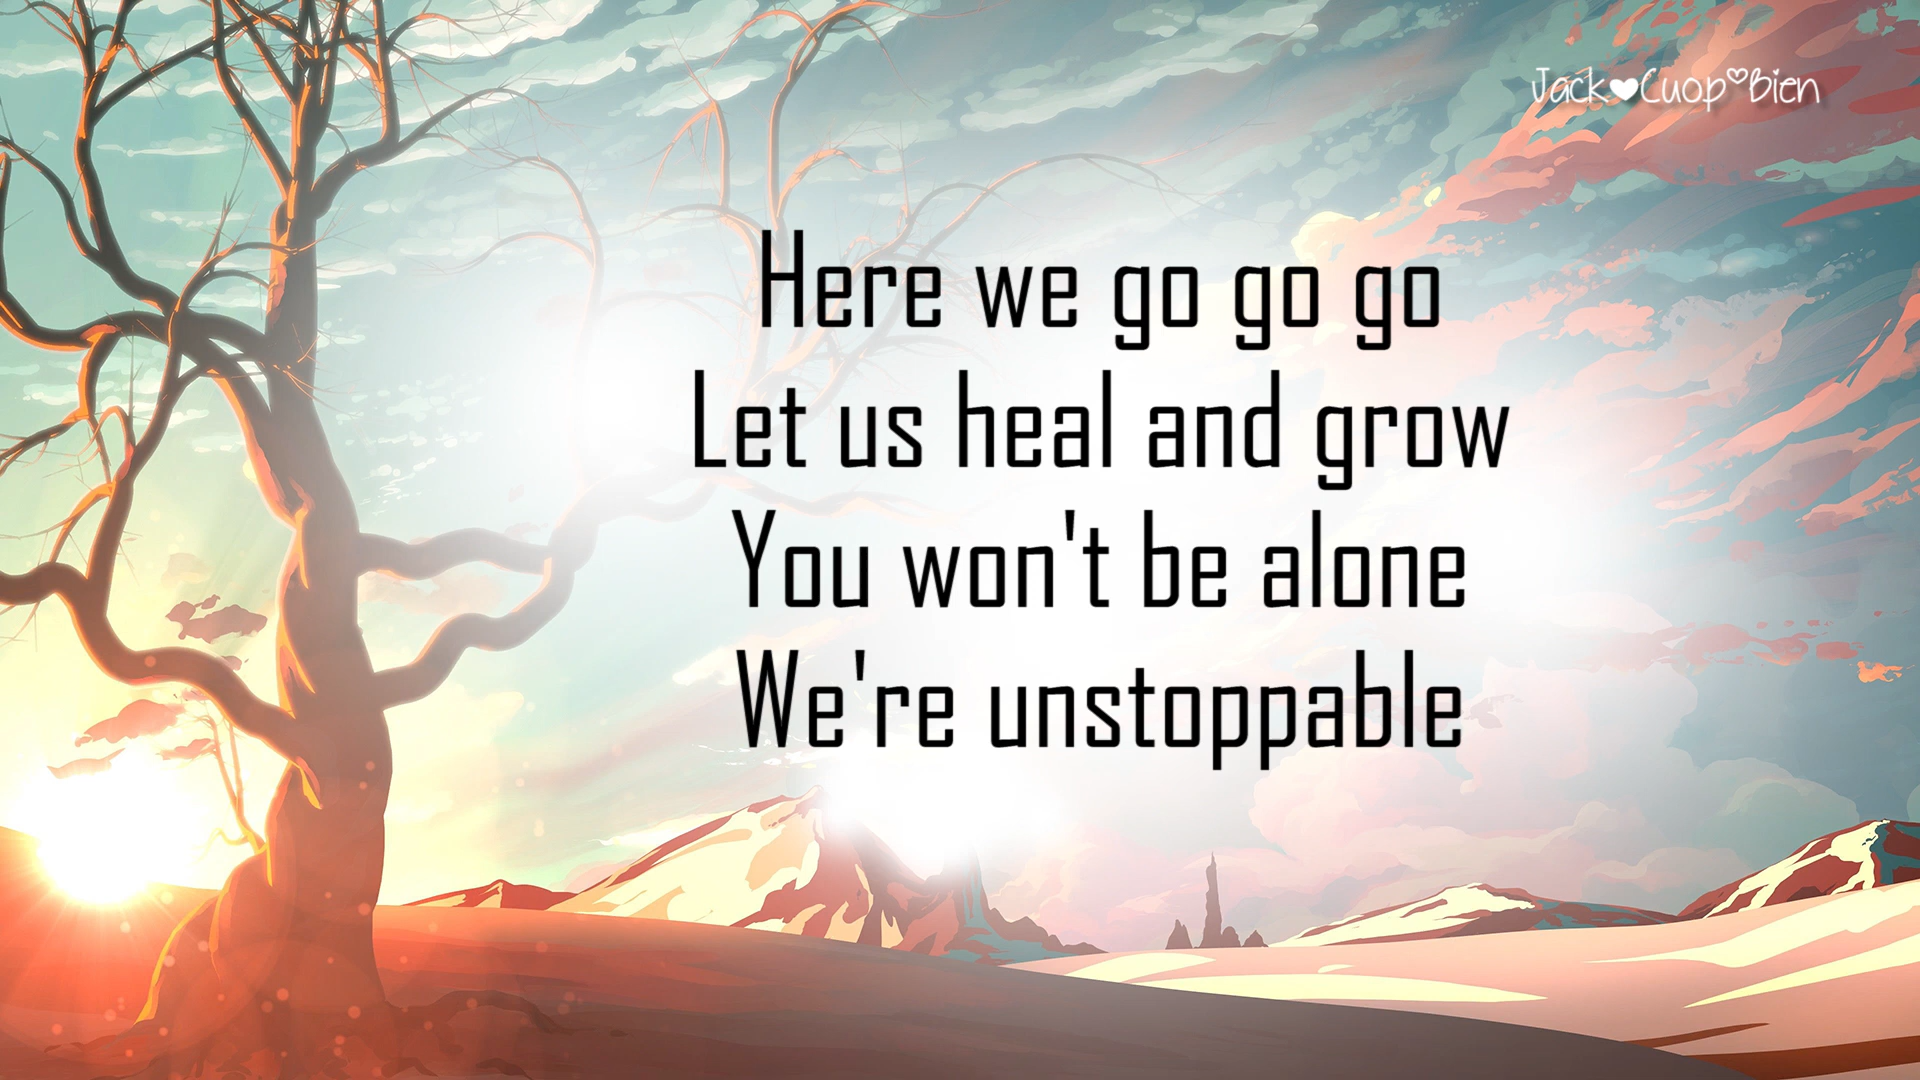 Jack♥Cuop♡Bien
Here we go go go
Let us heal and grow
You won't be alone
We're unstoppable